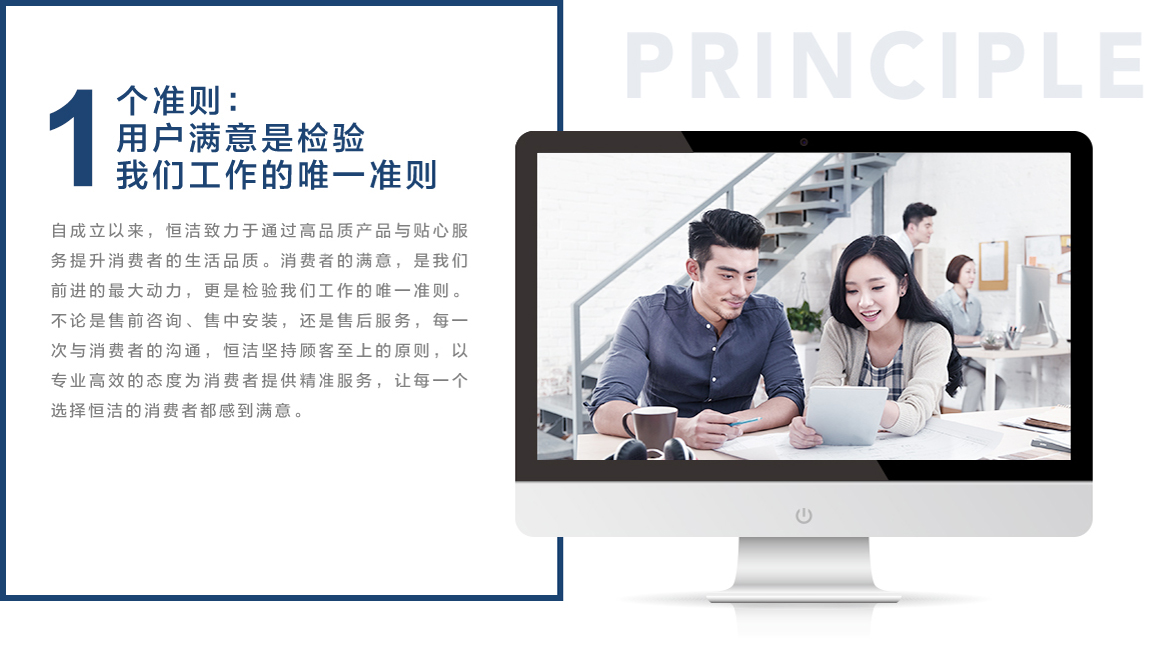 PRINCIPLE
1
个准则：
用户满意是检验
我们工作的唯一准则
自成立以来，恒洁致力于通过高品质产品与贴心服
务提升消费者的生活品质。消费者的满意，是我们
前进的最大动力，更是检验我们工作的唯一准则。
不论是售前咨询、售中安装，还是售后服务，每一
次与消费者的沟通，恒洁坚持顾客至上的原则，以
专业高效的态度为消费者提供精准服务，让每一个
选择恒洁的消费者都感到满意。